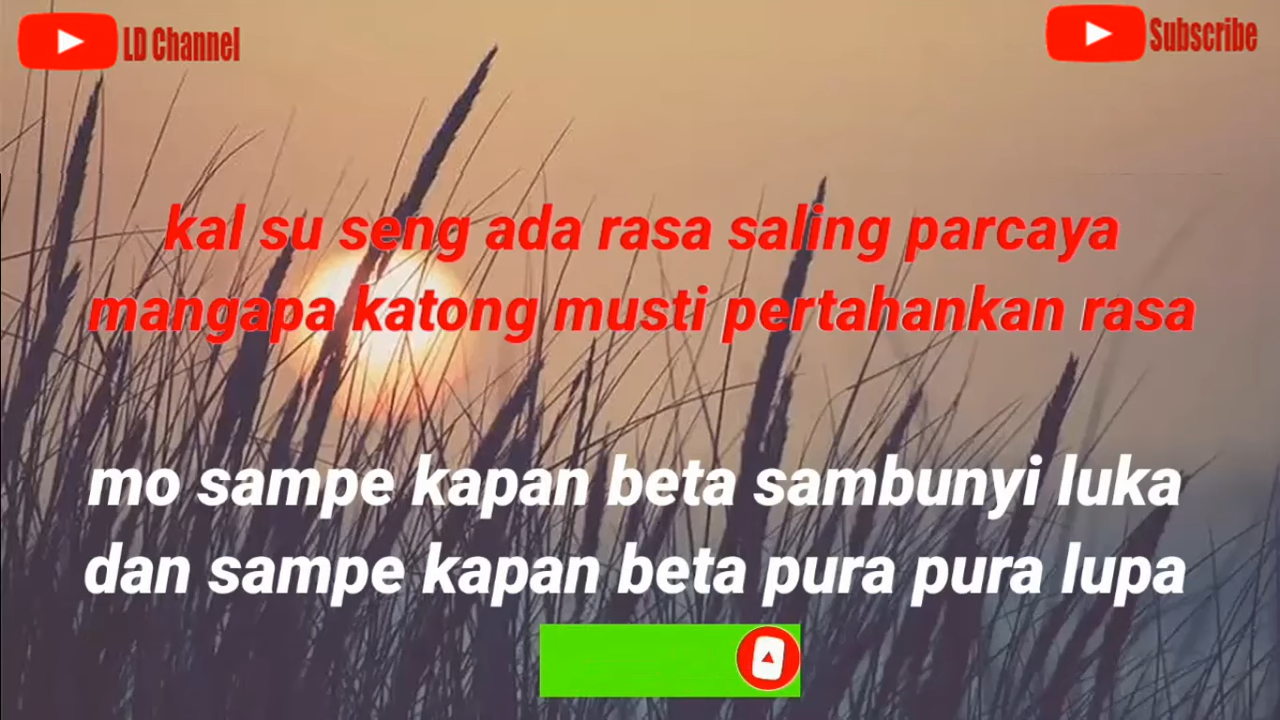 LD Channel
Subscribe
kal su seng ada rasa saling parcaya
mangapa katong musti pertahankan rasa
mo sampe kapan beta sambunyi luka
dan sampe kapan beta pura pura lupa